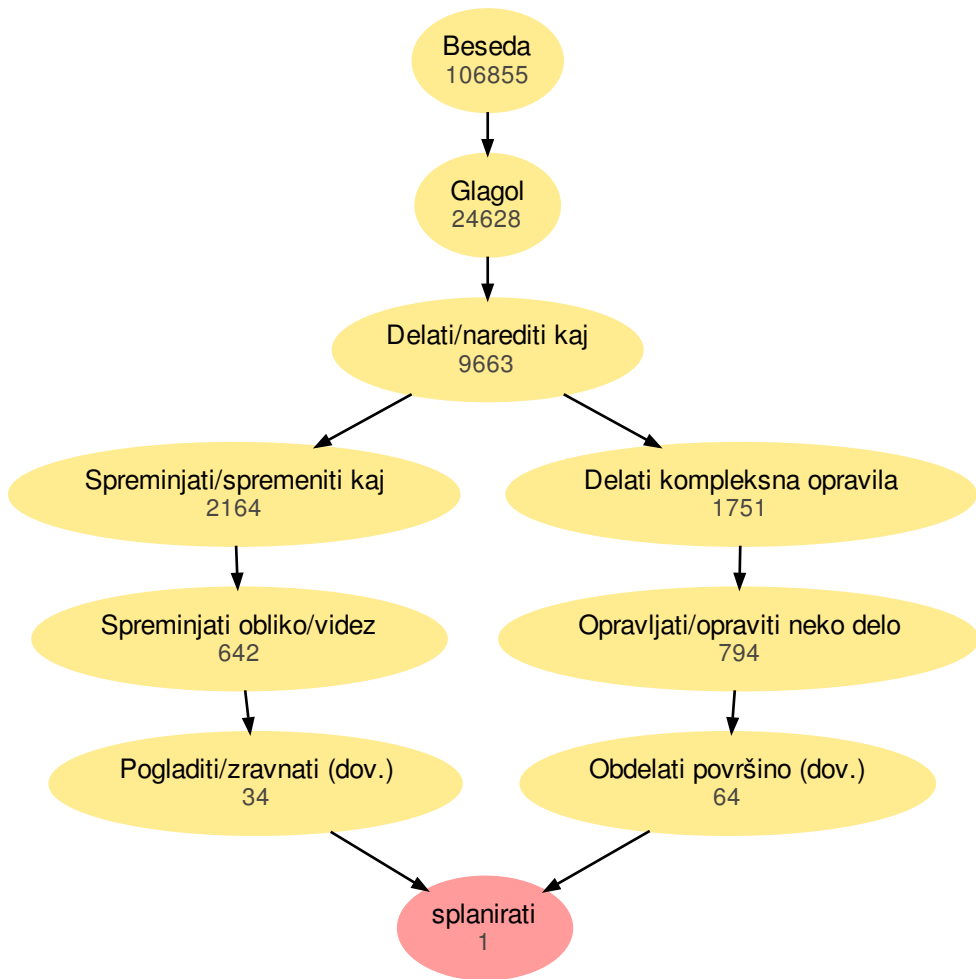 Beseda
106855
Glagol
24628
Delati/narediti kaj
9663
Spreminjati/spremeniti kaj
2164
Delati kompleksna opravila
1751
Spreminjati obliko/videz
642
Opravljati/opraviti neko delo
794
Pogladiti/zravnati (dov.)
34
Obdelati površino (dov.)
64
splanirati
1